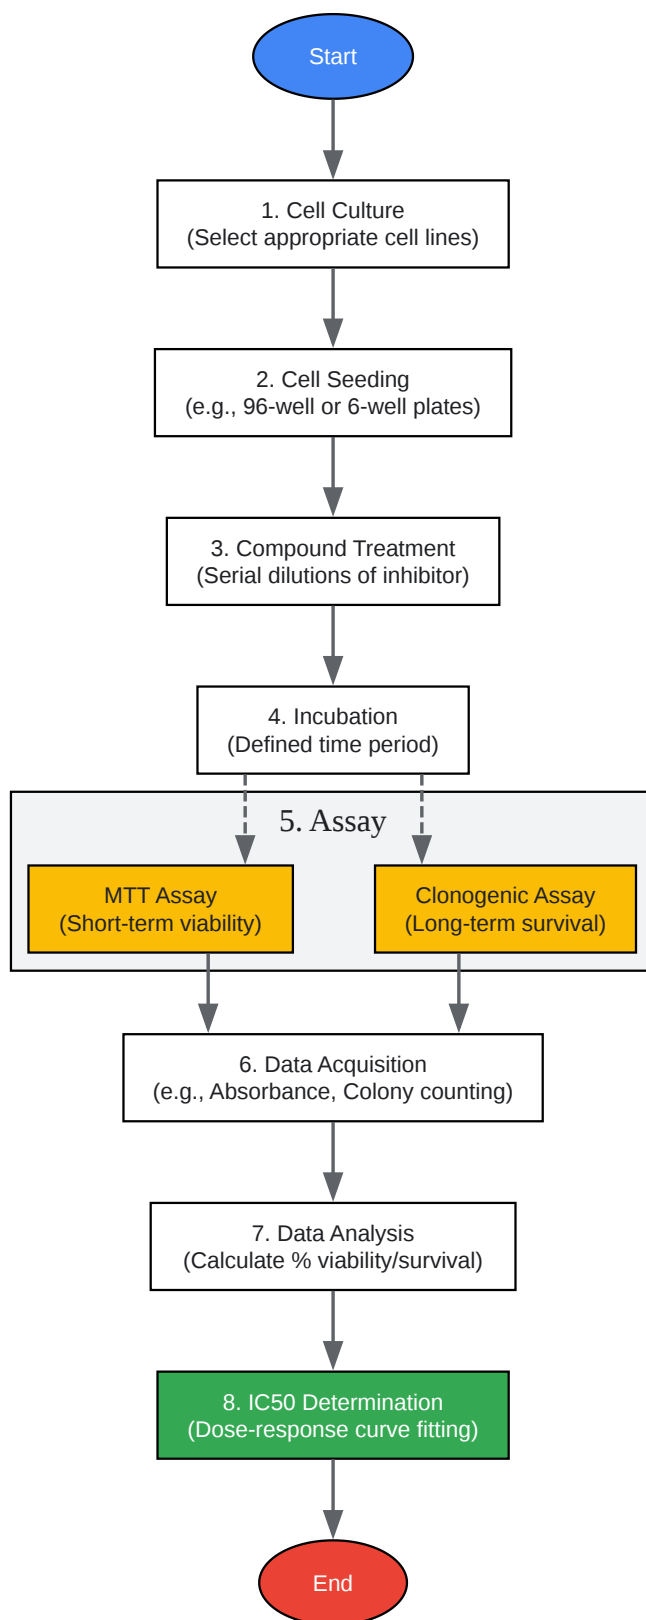 Start
1. Cell Culture
(Select appropriate cell lines)
2. Cell Seeding
(e.g., 96-well or 6-well plates)
3. Compound Treatment
(Serial dilutions of inhibitor)
4. Incubation
(Defined time period)
5. Assay
MTT Assay
(Short-term viability)
Clonogenic Assay
(Long-term survival)
6. Data Acquisition
(e.g., Absorbance, Colony counting)
7. Data Analysis
(Calculate % viability/survival)
8. IC50 Determination
(Dose-response curve fitting)
End